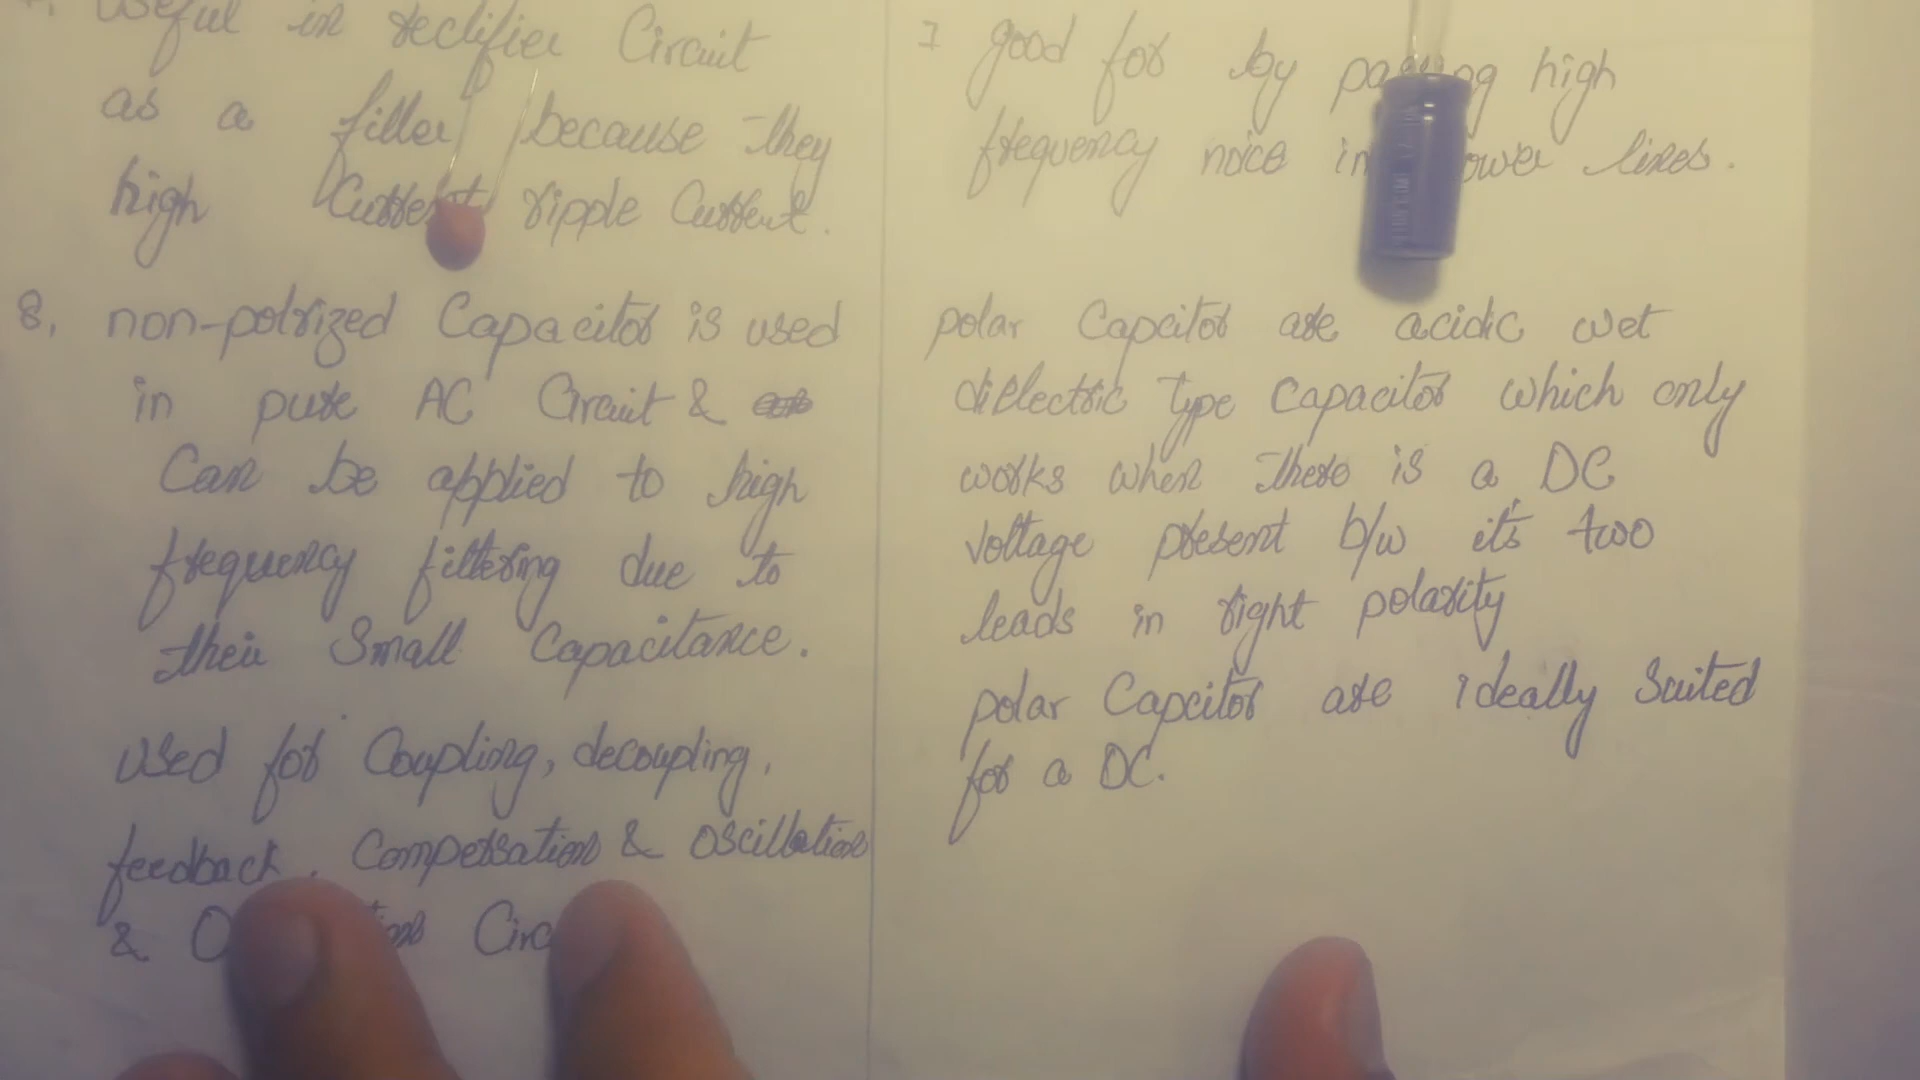 useful in rectifier Circuit
as a filter because they
high Current ripple Current.
8. non-polrized Capacitor is used
in pure AC Circuit &
Can be applied to high
frequency filtering due to
their Small Capacitance.
used for Coupling, decoupling,
feedback, Compensation & oscillation
&
7 good for by high
frequency noice in lines.
polar Capcitor are acidic wet
dielectric type Capacitor which only
works when there is a DC
voltage present b/w it's two
leads in right polarity
polar Capcitor are ideally Suited
for a DC.